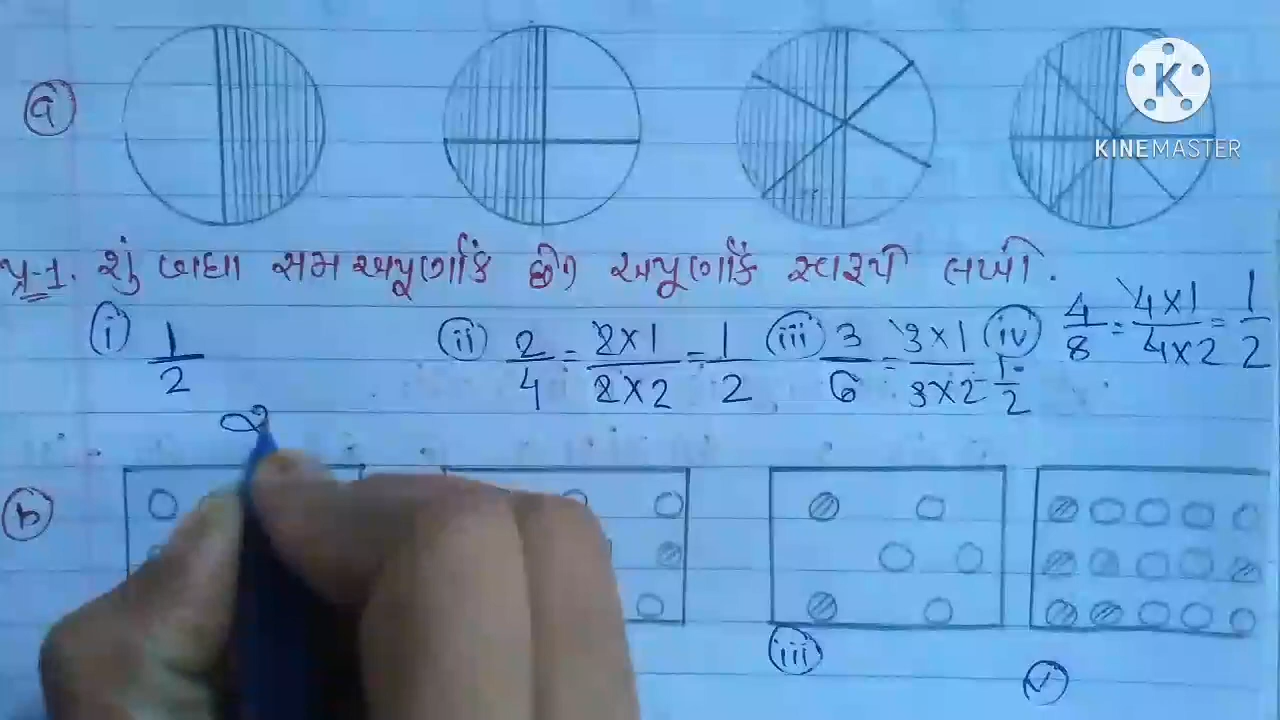 a
KINEMASTER
પ્ર-1. શું બધા સમઅપૂર્ણાંક છે? અપૂર્ણાંક સ્વરૂપે લખો.
(i) 1/2 (ii) 2/4 = 2×1/2×2 = 1/2 (iii) 3/6 = 3×1/3×2 = 1/2 (iv) 4/8 = 4×1/4×2 = 1/2
b
(iii)